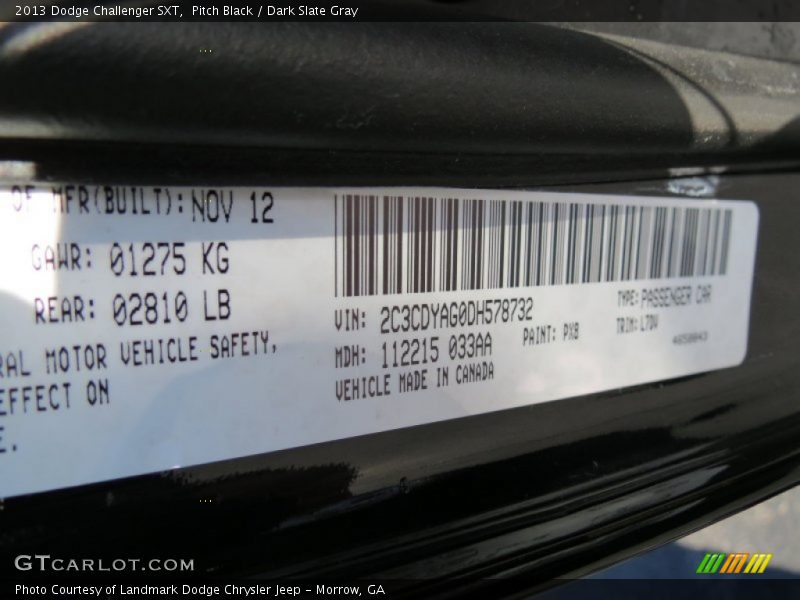 2013 Dodge Challenger SXT, Pitch Black / Dark Slate Gray
OF MFR(BUILT): NOV 12
GAWR: 01275 KG
REAR: 02810 LB
RAL MOTOR VEHICLE SAFETY,
EFFECT ON
E.
VIN: 2C3CDYAG0DH578732
MDH: 112215 033AA
VEHICLE MADE IN CANADA
PAINT: PX8
TYPE: PASSENGER CAR
TRIM: L7DV
GTCARLOT.COM
Photo Courtesy of Landmark Dodge Chrysler Jeep - Morrow, GA